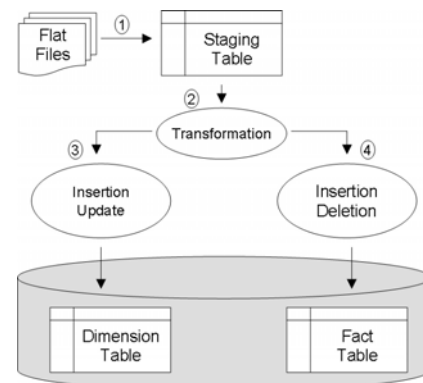 Flat
Files
①
Staging
Table
②
Transformation
③
④
Insertion
Update
Insertion
Deletion
Dimension
Table
Fact
Table